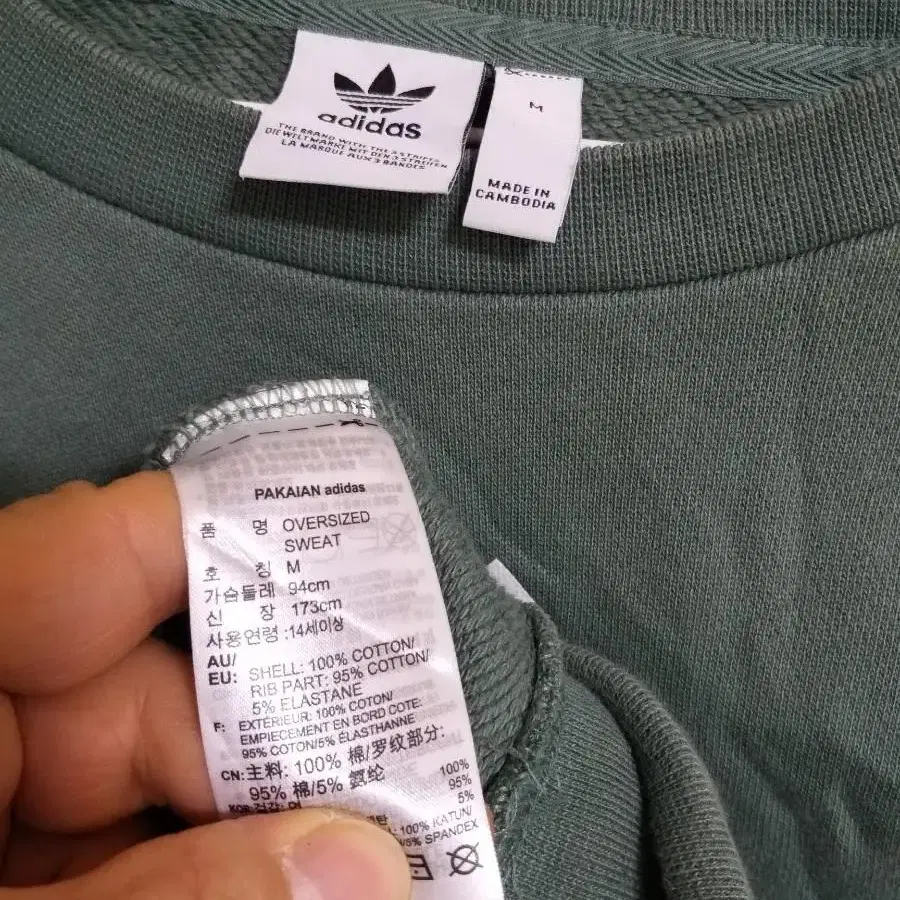 adidas
THE BRAND WITH THE 3 STRIPES
DIE WELTMARKE MIT DEN 3 STREIFEN
LA MARQUE AUX 3 BANDES
M
MADE IN
CAMBODIA
PAKAIAN adidas
품 명 OVERSIZED
SWEAT
호 칭 M
가슴둘레 94cm
신 장 173cm
사용연령 :14세이상
AU/
EU: SHELL: 100% COTTON/
RIB PART: 95% COTTON/
5% ELASTANE
F: EXTÉRIEUR: 100% COTON/
EMPIECEMENT EN BORD COTE:
95% COTON/5% ÉLASTHANNE
CN:主料: 100% 棉/罗纹部分:
95% 棉/5% 氨纶
100%
95%
5%
100% KATUN/
SPANDEX